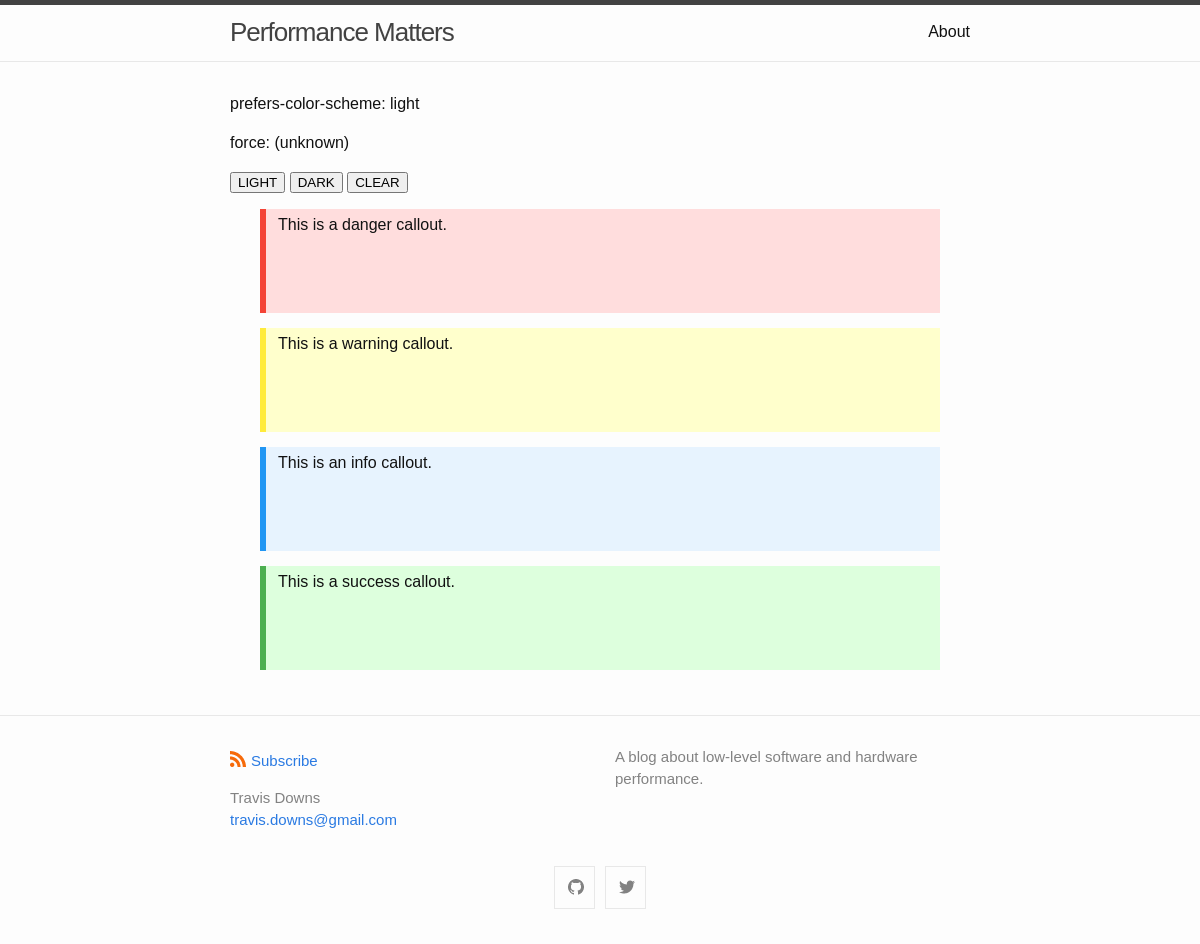 Performance Matters
About
prefers-color-scheme: light
force: (unknown)
LIGHT DARK CLEAR
This is a danger callout.
This is a warning callout.
This is an info callout.
This is a success callout.
Subscribe
Travis Downs
travis.downs@gmail.com
A blog about low-level software and hardware
performance.